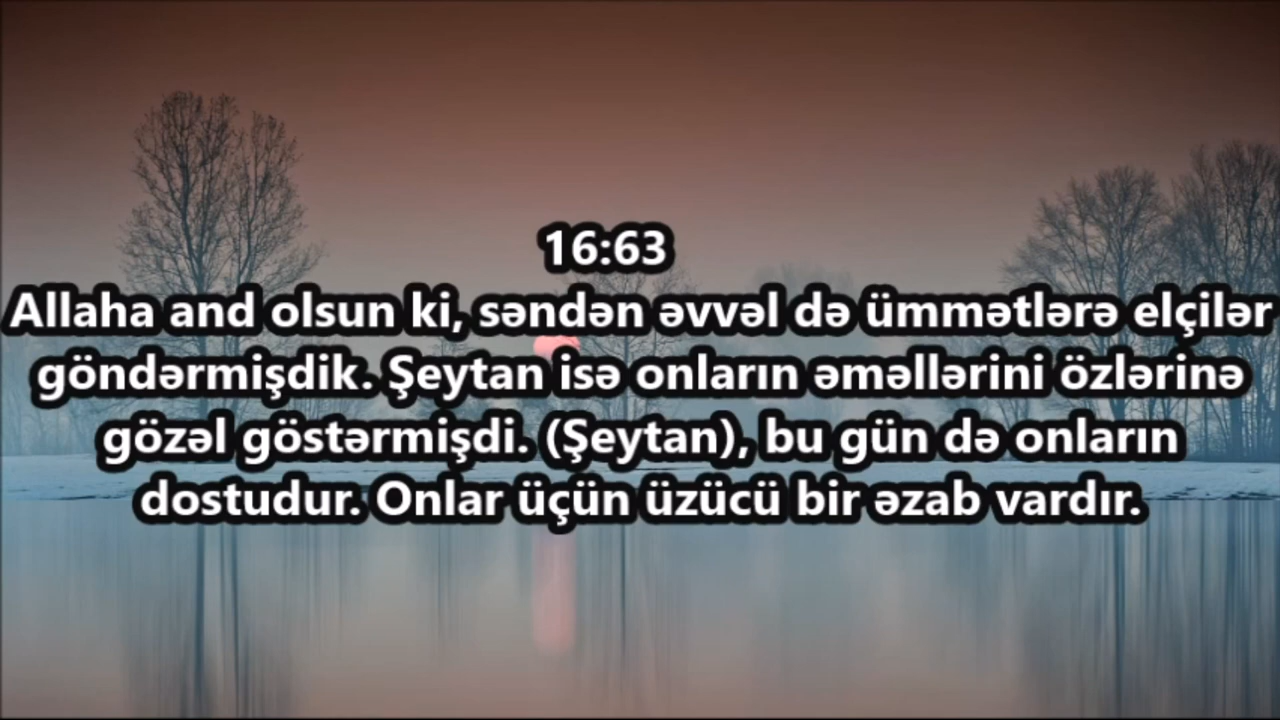 16:63
Allaha and olsun ki, səndən əvvəl də ümmətlərə elçilər
göndərmişdik. Şeytan isə onların əməllərini özlərinə
gözəl göstərmişdi. (Şeytan), bu gün də onların
dostudur. Onlar üçün üzücü bir əzab vardır.